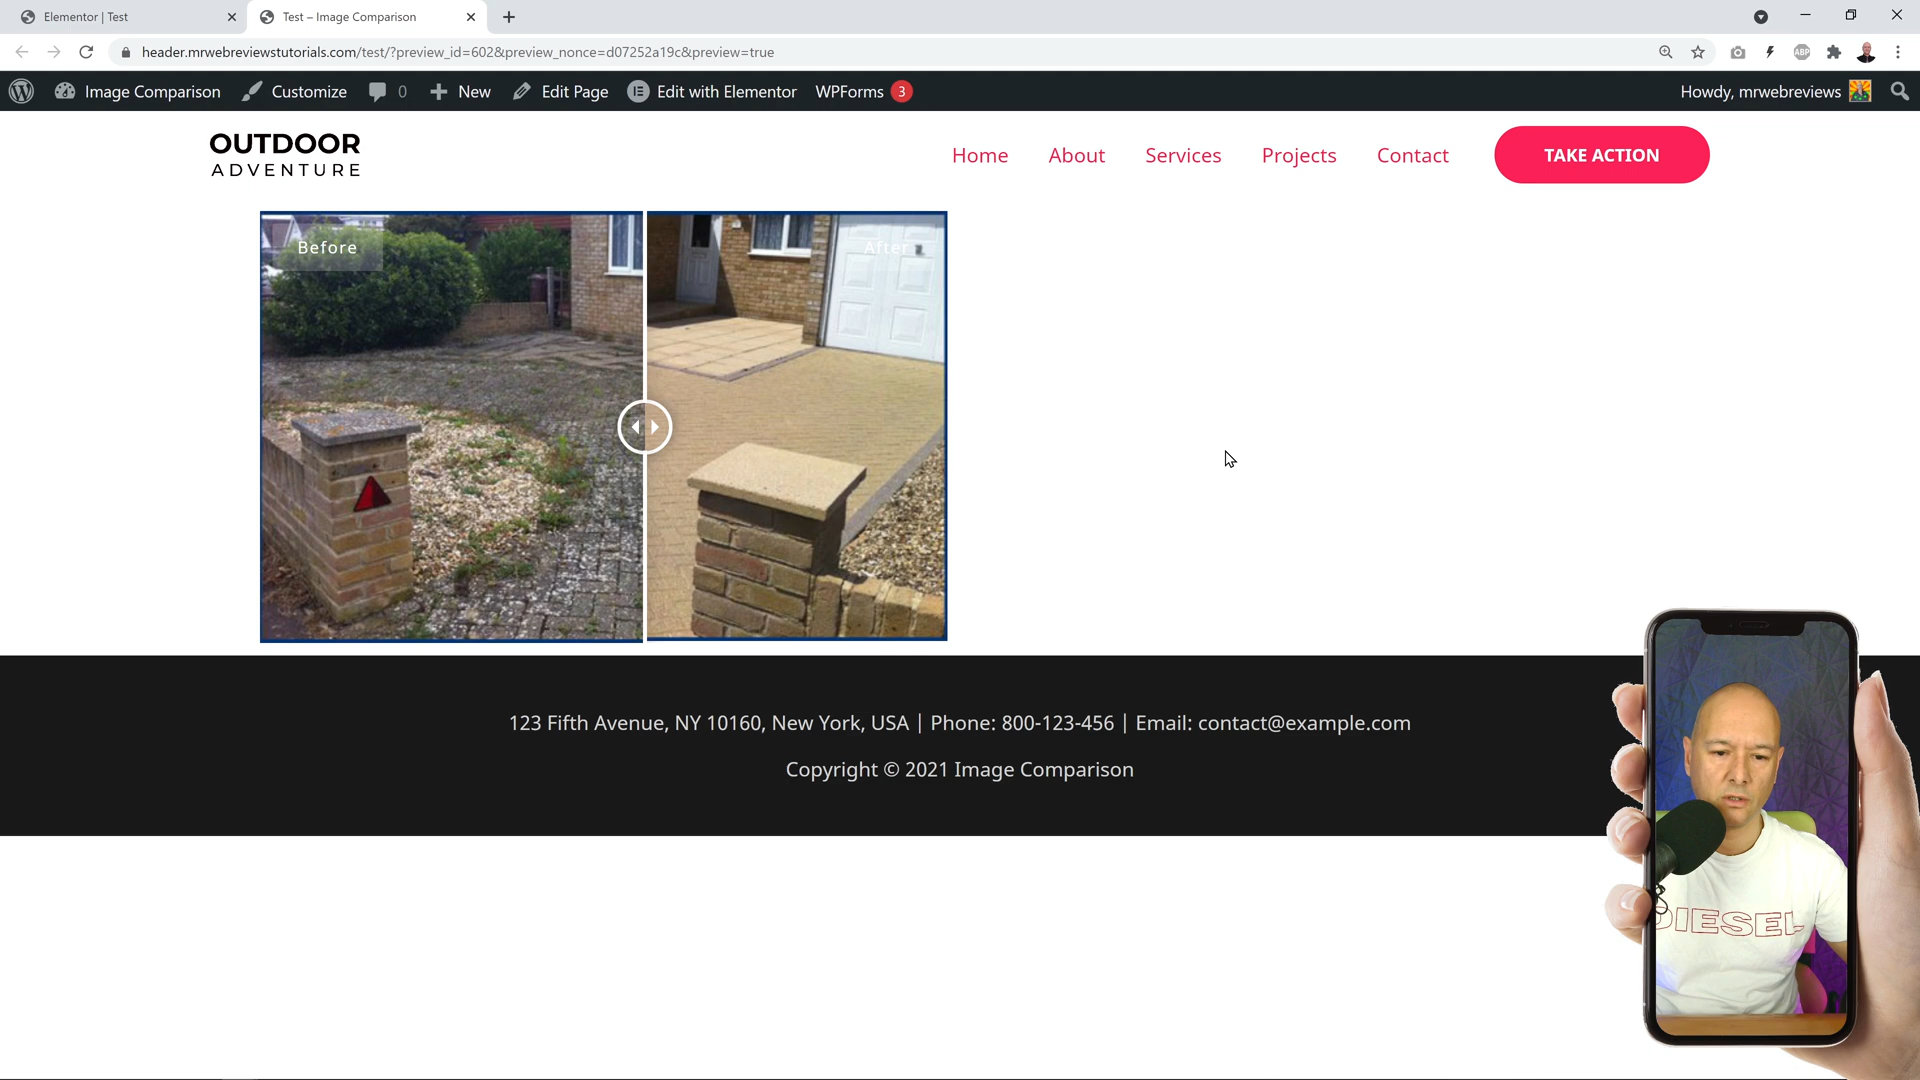 Elementor | Test
Test – Image Comparison
header.mrwebreviewstutorials.com/test/?preview_id=602&preview_nonce=d07252a19c&preview=true
ABP
Image Comparison
Customize
0
New
Edit Page
Edit with Elementor
WPForms 3
Howdy, mrwebreviews
OUTDOOR
ADVENTURE
Home
About
Services
Projects
Contact
TAKE ACTION
Before
After
123 Fifth Avenue, NY 10160, New York, USA | Phone: 800-123-456 | Email: contact@example.com
Copyright © 2021 Image Comparison
DIESEL